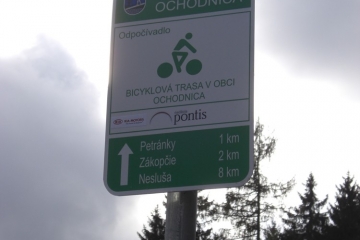 OCHODNICA
Odpočívadlo
BICYKLOVÁ TRASA V OBCI
OCHODNICA
pontis
Petránky 1 km
Zákopčie 2 km
Nesluša 8 km